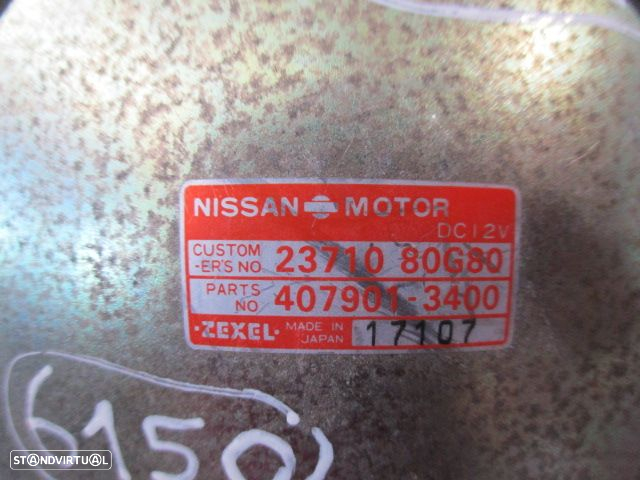 NISSAN MOTOR
DC12V
CUSTOM
-ER'S NO 23710 80G80
PARTS
NO 407901-3400
·ZEXEL· MADE IN
JAPAN 17107
6150
STANDVIRTUAL